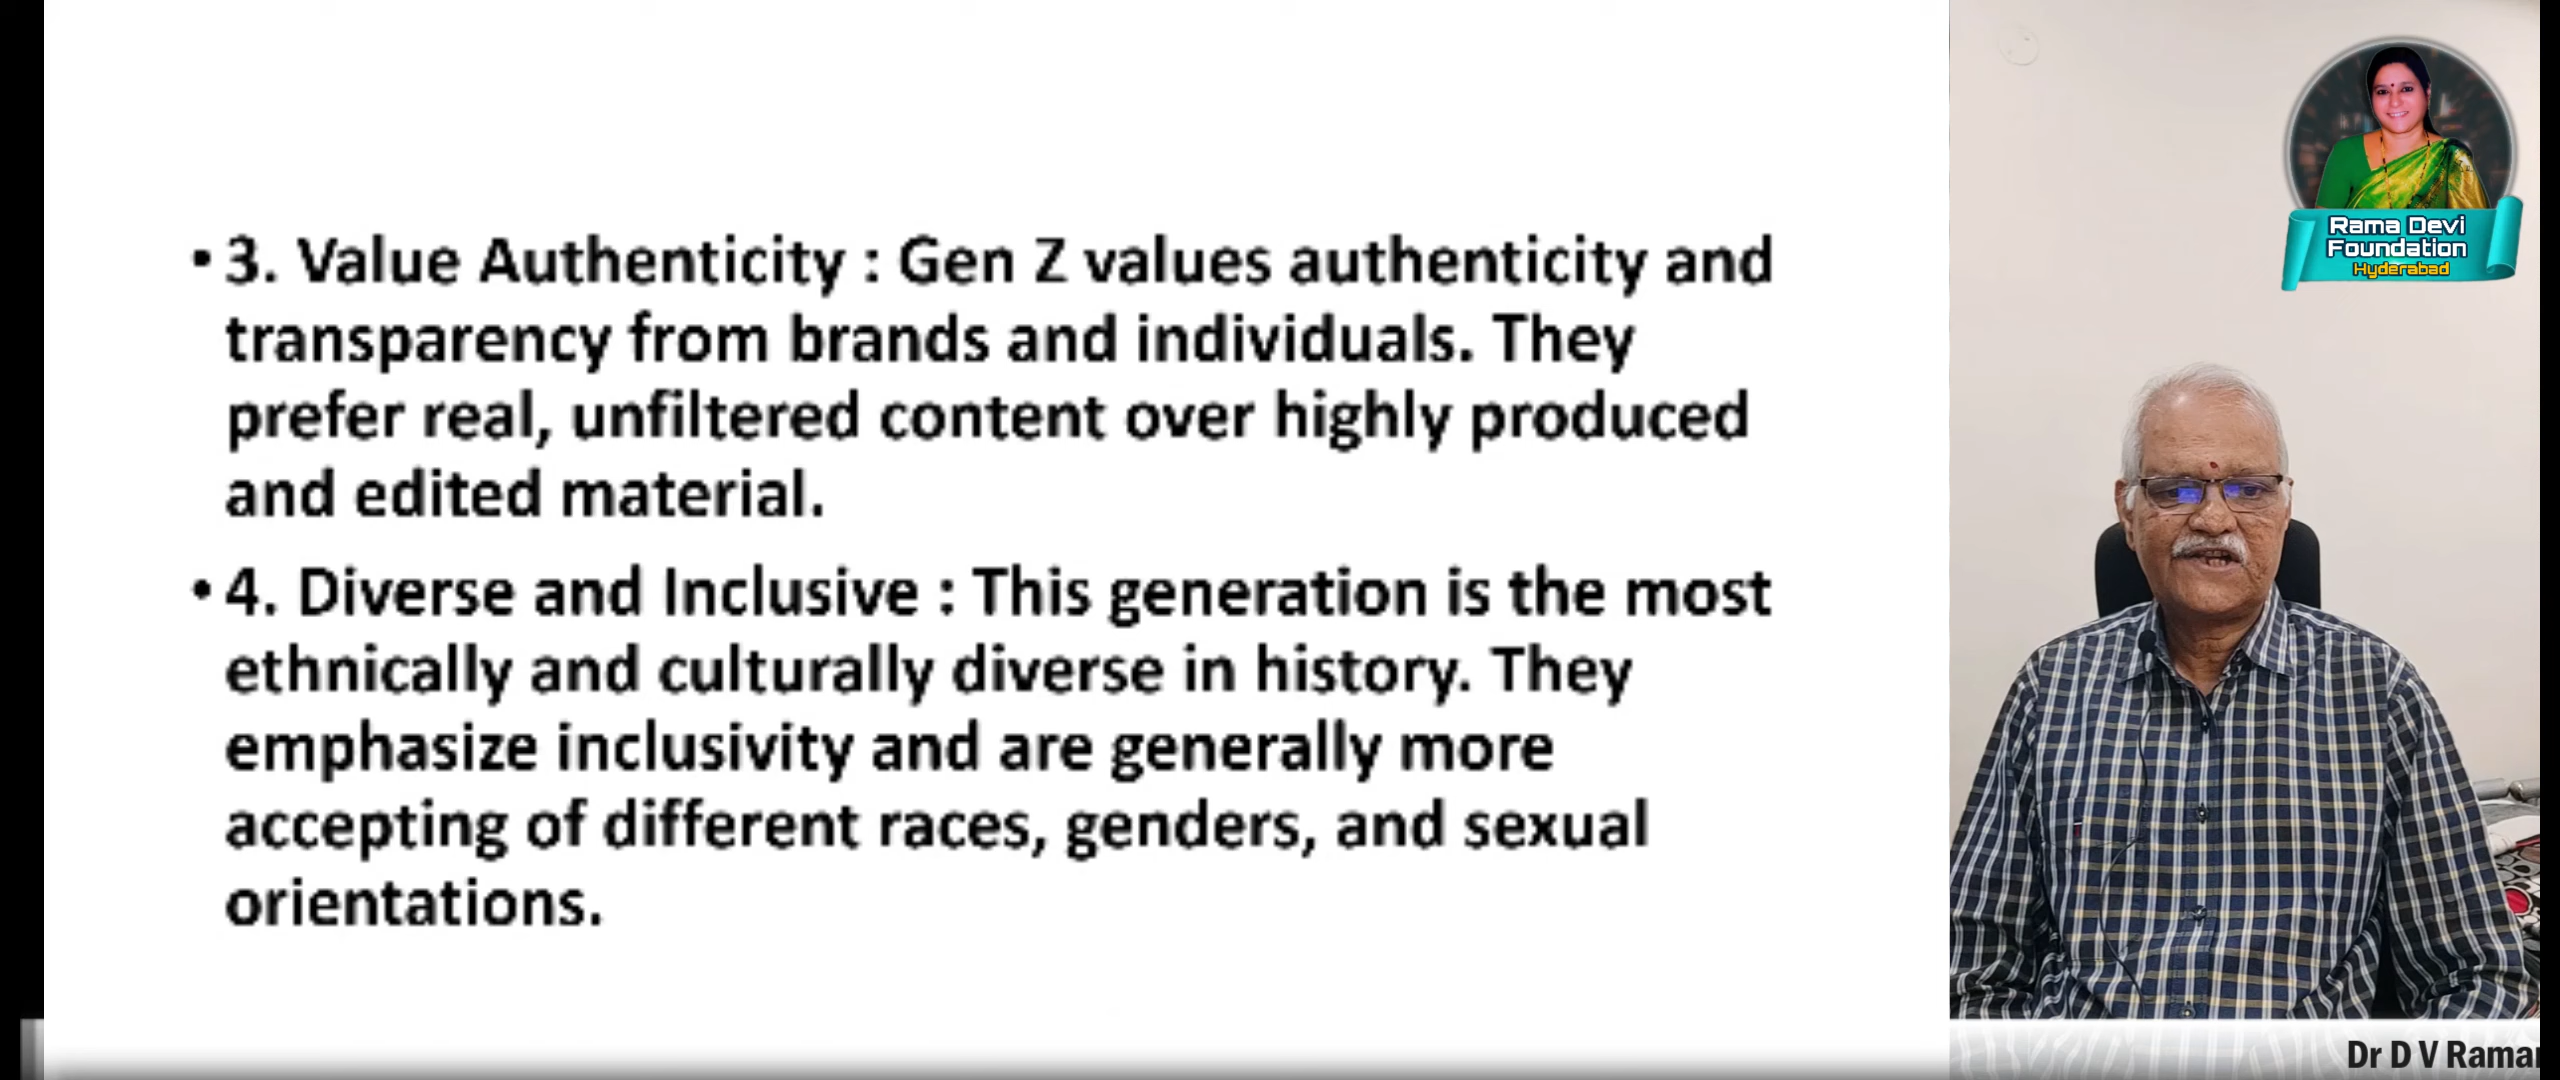 • 3. Value Authenticity : Gen Z values authenticity and
transparency from brands and individuals. They
prefer real, unfiltered content over highly produced
and edited material.
• 4. Diverse and Inclusive : This generation is the most
ethnically and culturally diverse in history. They
emphasize inclusivity and are generally more
accepting of different races, genders, and sexual
orientations.
Rama Devi
Foundation
Hyderabad
Dr D V